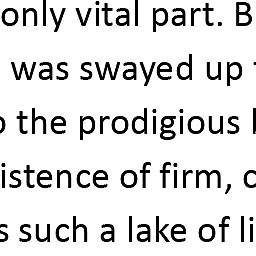 only vital part. B
was swayed up
the prodigious
istence of firm,
such a lake of li